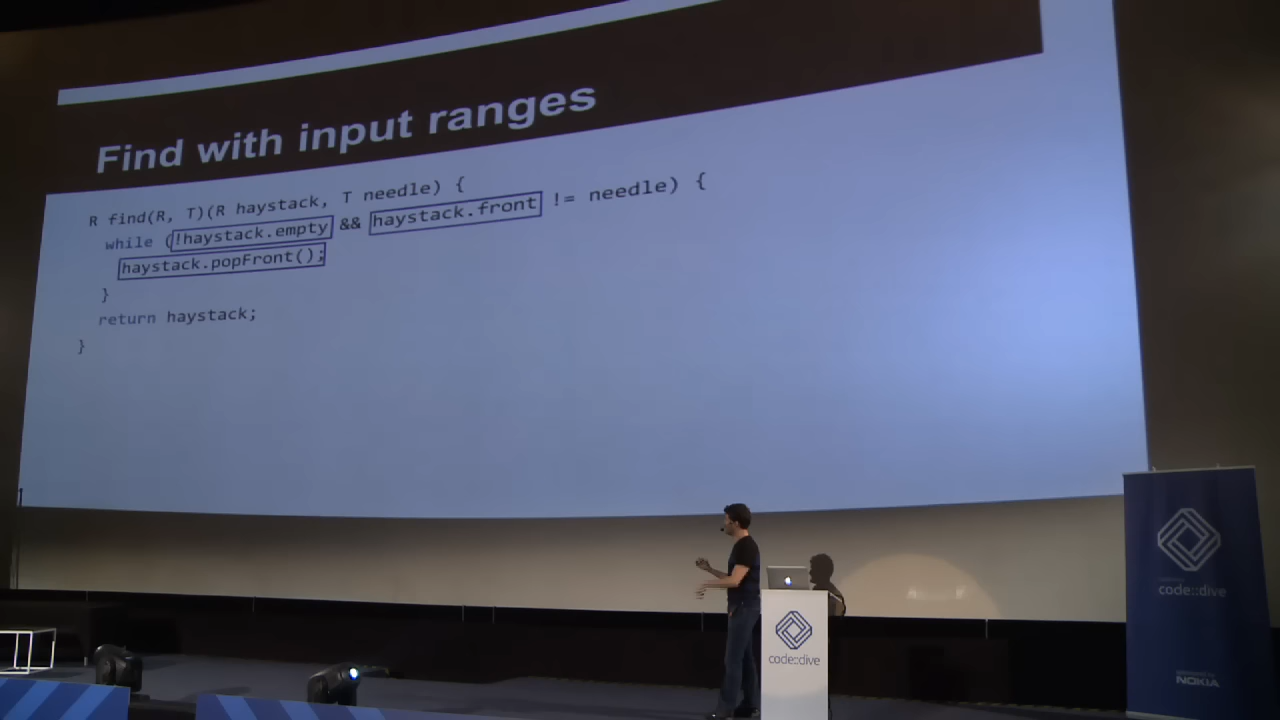 Find with input ranges
R find(R, T)(R haystack, T needle) {
while (!haystack.empty && haystack.front != needle) {
haystack.popFront();
}
return haystack;
}
code::dive
code::dive
NOKIA